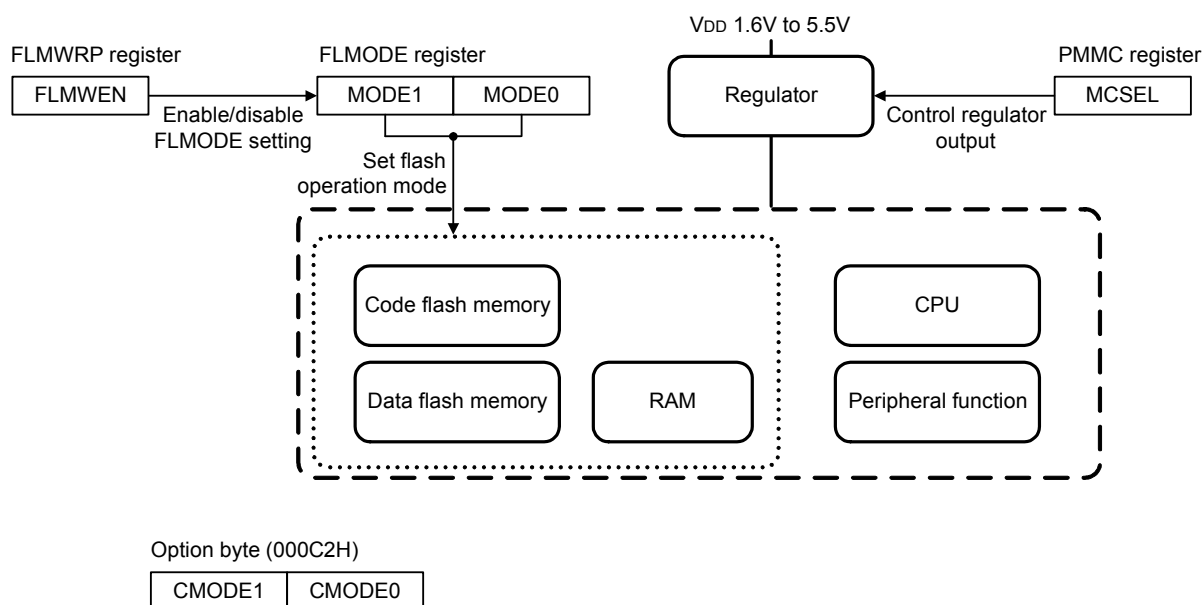 VDD 1.6V to 5.5V
FLMWRP register
FLMODE register
PMMC register
FLMWEN
MODE1
MODE0
Regulator
MCSEL
Enable/disable
FLMODE setting
Control regulator
output
Set flash
operation mode
Code flash memory
CPU
Data flash memory
RAM
Peripheral function
Option byte (000C2H)
CMODE1
CMODE0